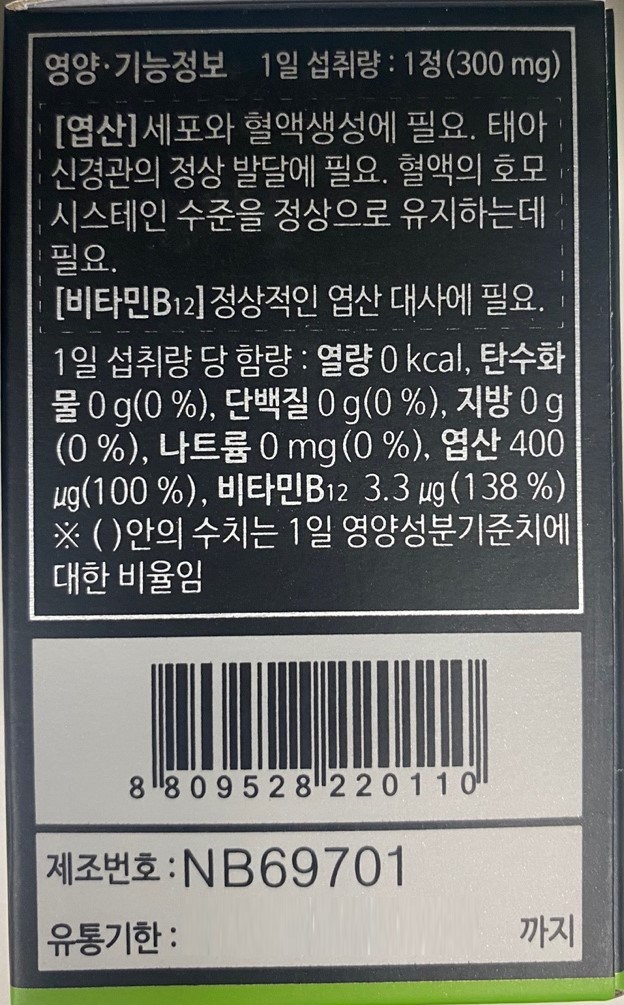 영양·기능정보 1일 섭취량 : 1정(300 mg)
[엽산] 세포와 혈액생성에 필요. 태아
신경관의 정상 발달에 필요. 혈액의 호모
시스테인 수준을 정상으로 유지하는데
필요.
[비타민B12] 정상적인 엽산 대사에 필요.
1일 섭취량 당 함량 : 열량 0 kcal, 탄수화
물 0 g(0 %), 단백질 0 g(0 %), 지방 0 g
(0 %), 나트륨 0 mg(0 %), 엽산 400
µg(100 %), 비타민B12 3.3 µg(138 %)
※ ( )안의 수치는 1일 영양성분기준치에
대한 비율임
8 809528 220110
제조번호 : NB69701
유통기한 : 까지